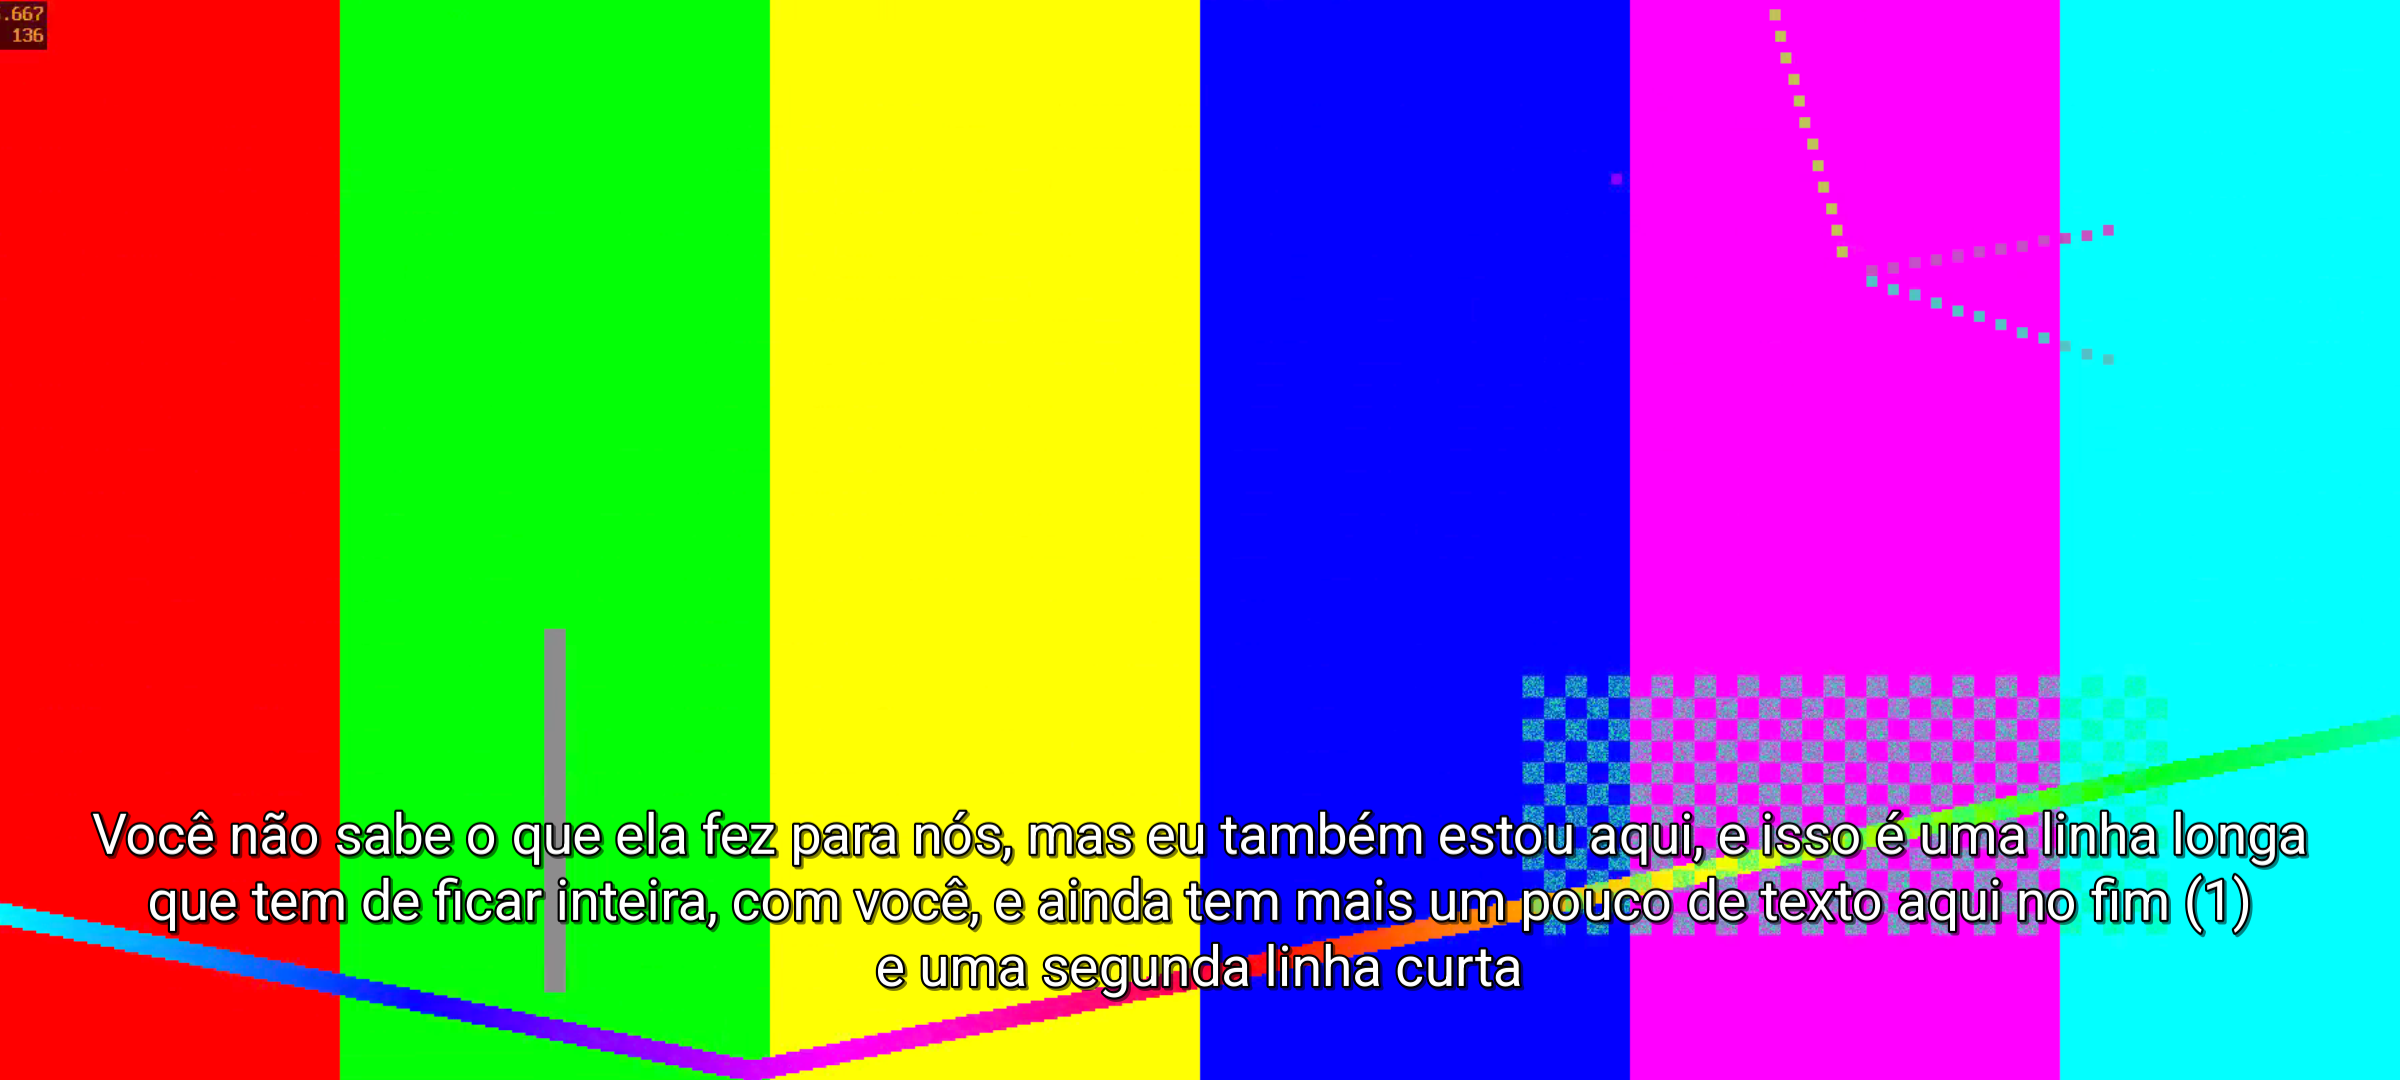 .667
136
Você não sabe o que ela fez para nós, mas eu também estou aqui, e isso é uma linha longa
que tem de ficar inteira, com você, e ainda tem mais um pouco de texto aqui no fim (1)
e uma segunda linha curta